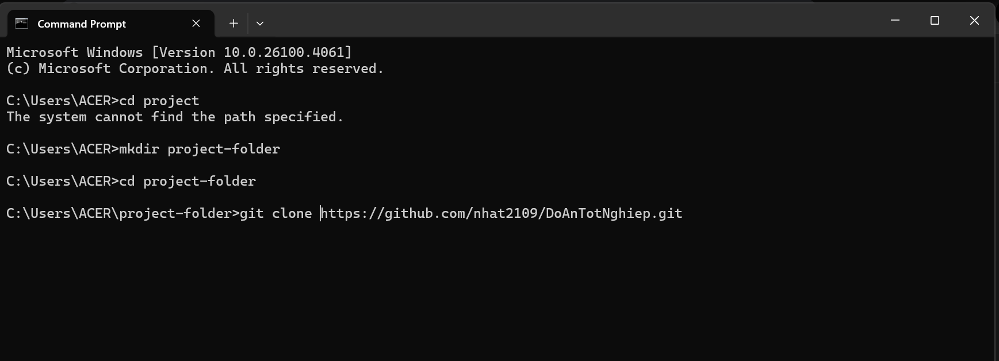 Command Prompt
Microsoft Windows [Version 10.0.26100.4061]
(c) Microsoft Corporation. All rights reserved.
C:\Users\ACER>cd project
The system cannot find the path specified.
C:\Users\ACER>mkdir project-folder
C:\Users\ACER>cd project-folder
C:\Users\ACER\project-folder>git clone https://github.com/nhat2109/DoAnTotNghiep.git